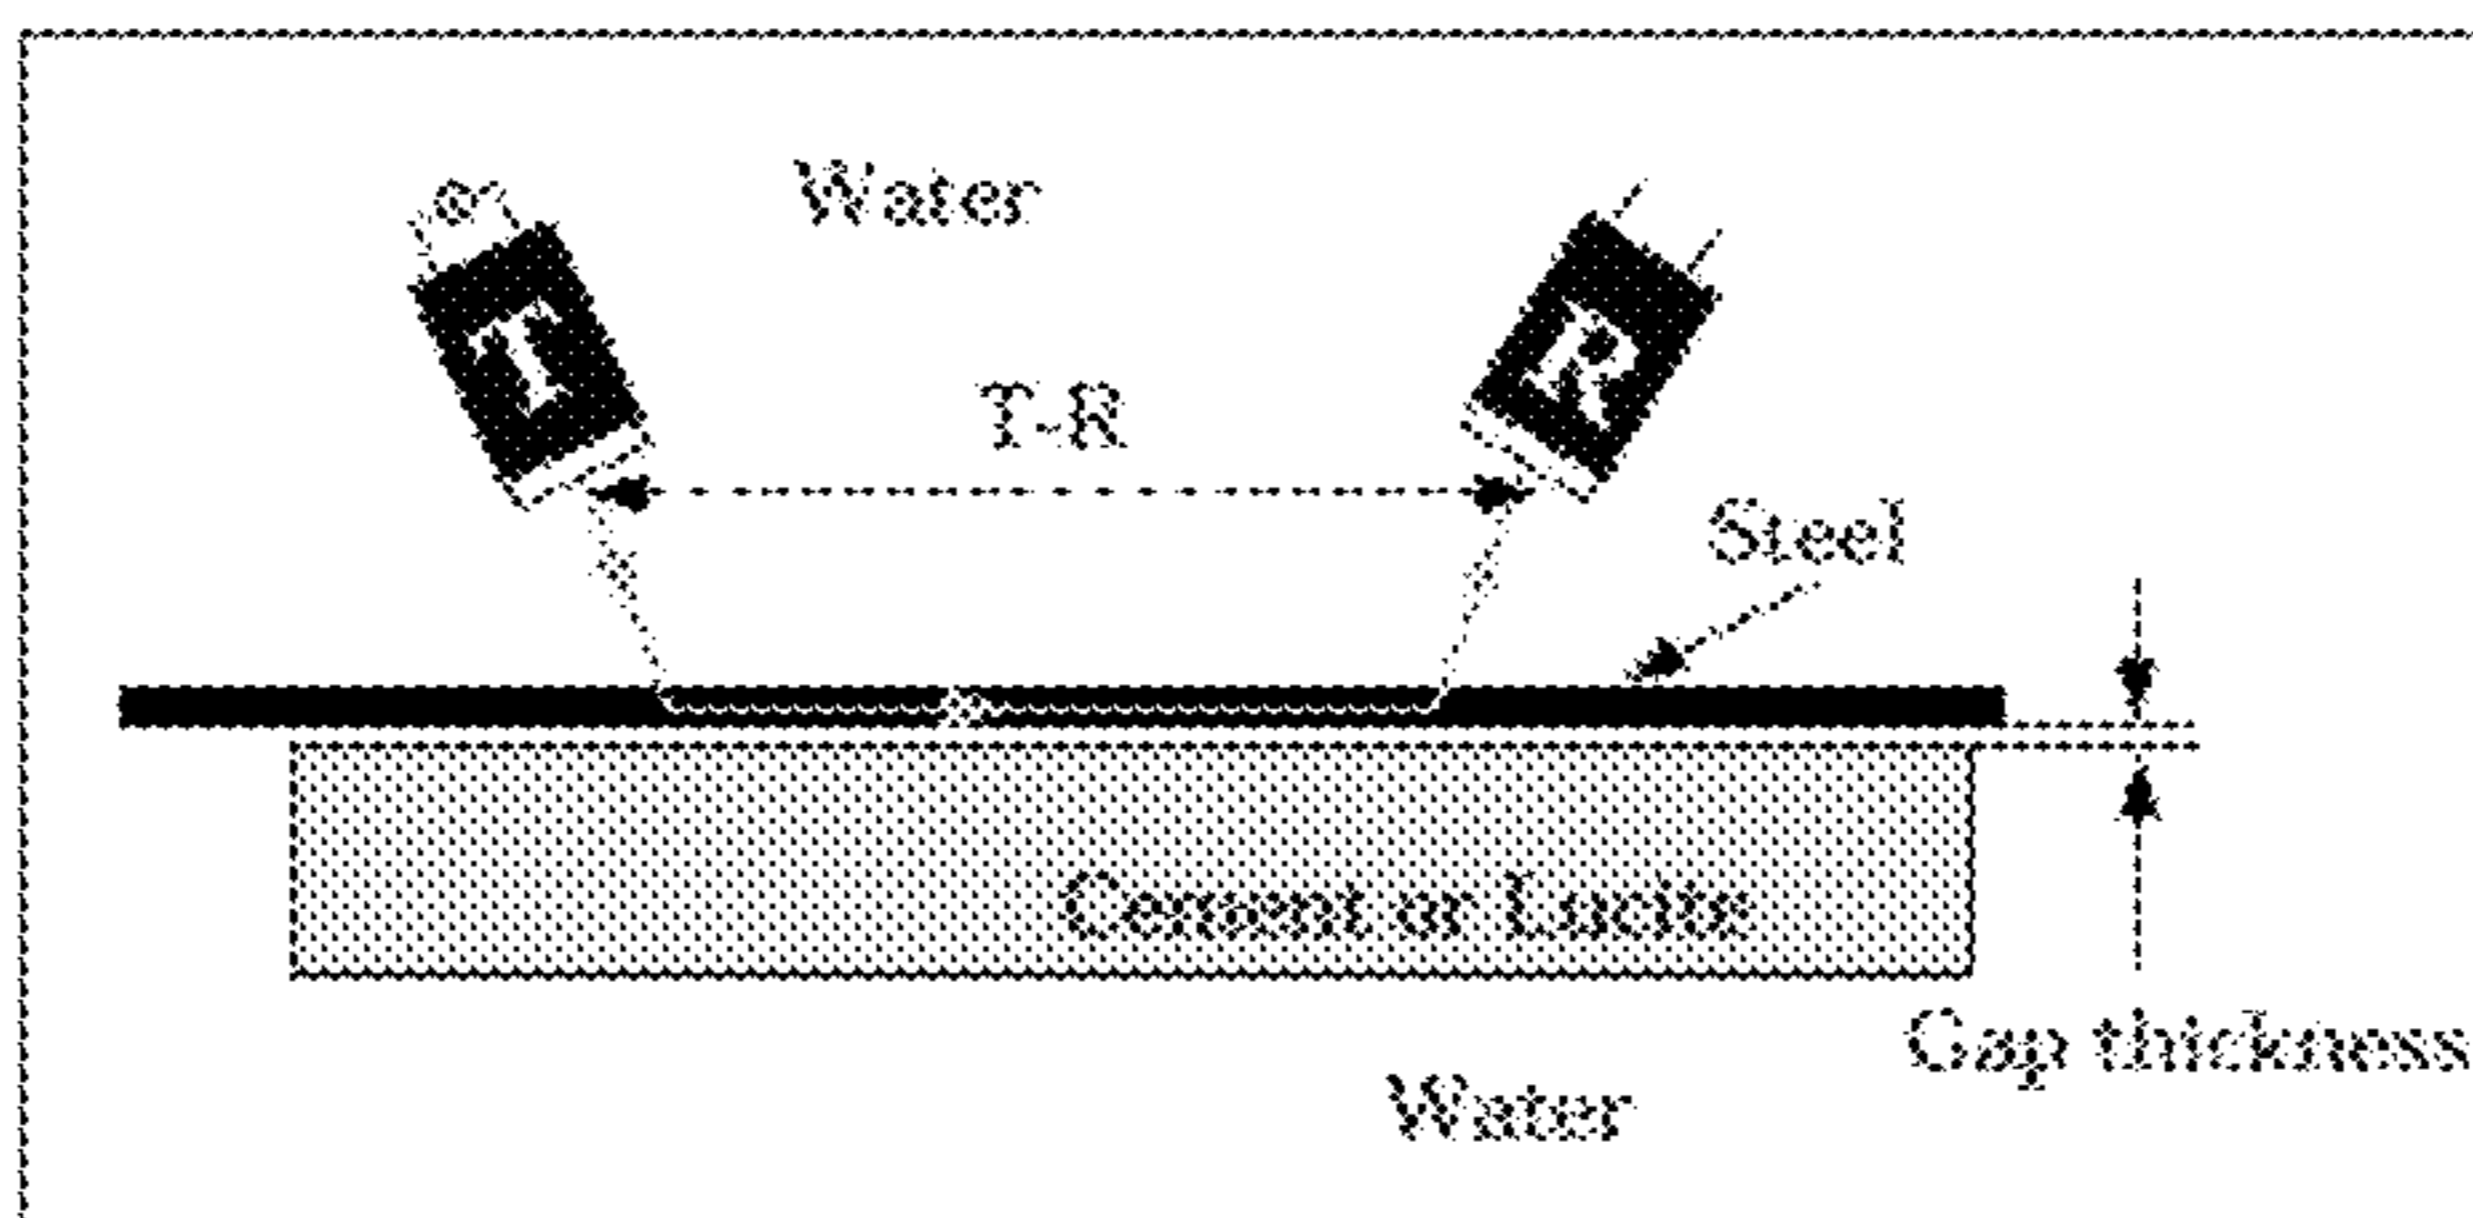 Water
T
R
T-R
Steel
Cement or Lucite
Gap thickness
Water